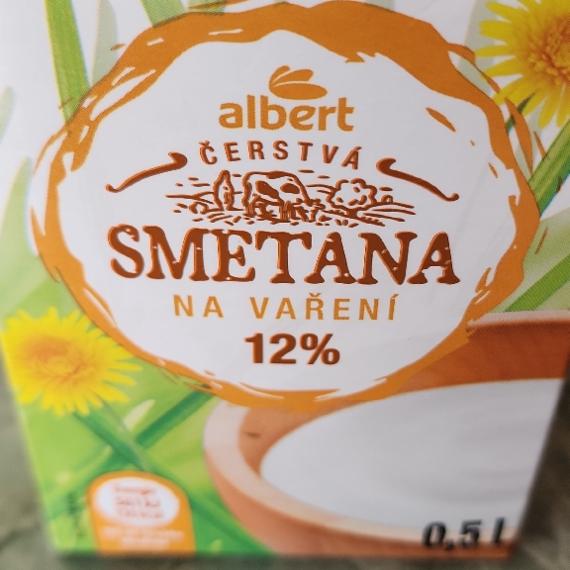 albert
ČERSTVÁ
SMETANA
NA VAŘENÍ
12%
0,5 l